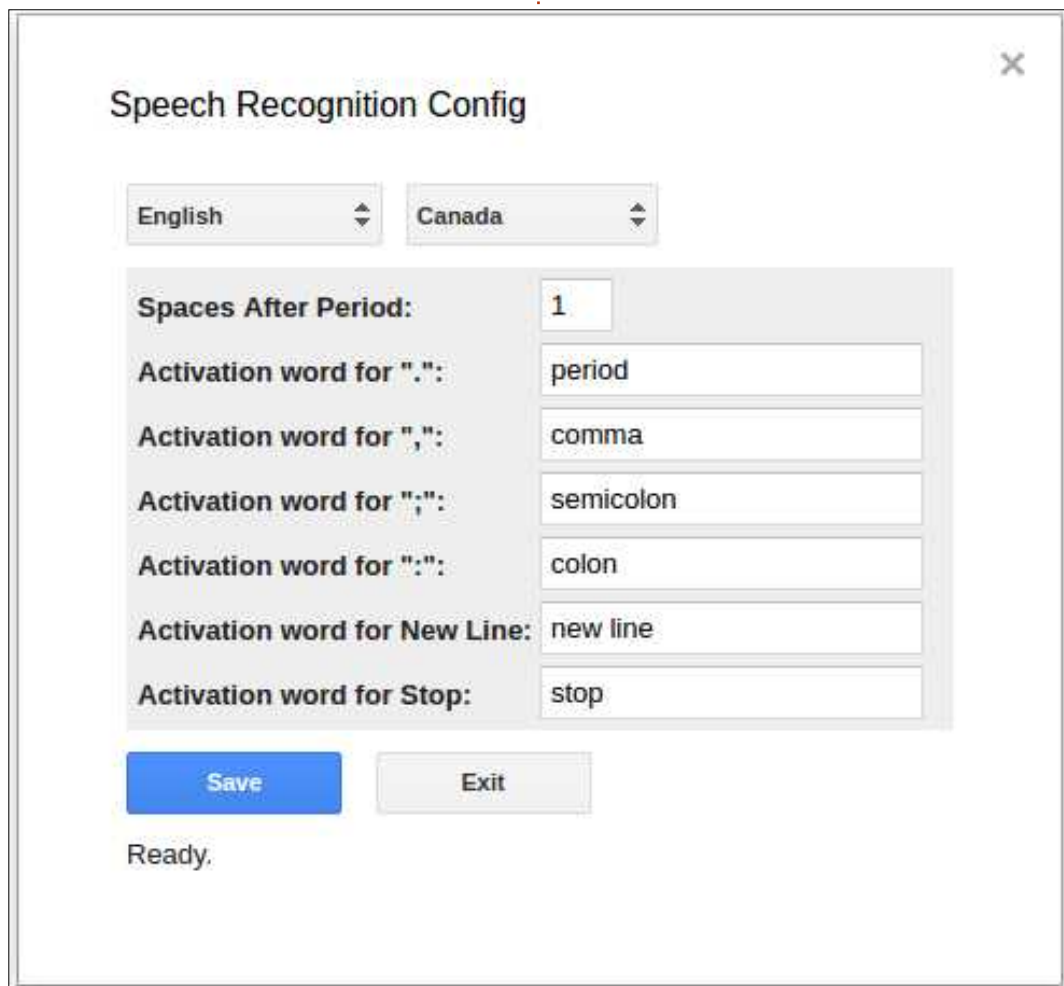 ×
Speech Recognition Config
English Canada
Spaces After Period: 1
Activation word for ".": period
Activation word for ",": comma
Activation word for ";": semicolon
Activation word for ":": colon
Activation word for New Line: new line
Activation word for Stop: stop
Save Exit
Ready.